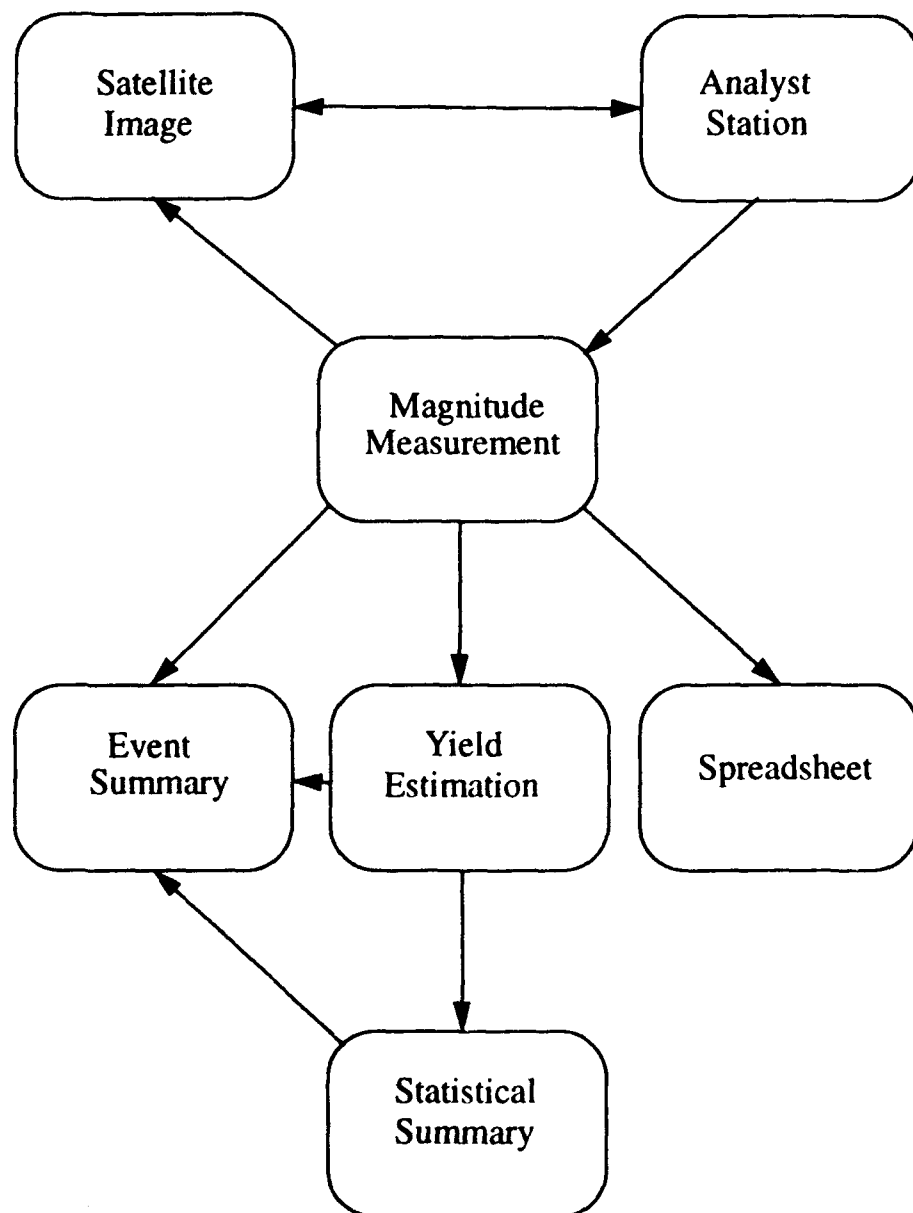 Satellite
Image
Analyst
Station
Magnitude
Measurement
Event
Summary
Yield
Estimation
Spreadsheet
Statistical
Summary